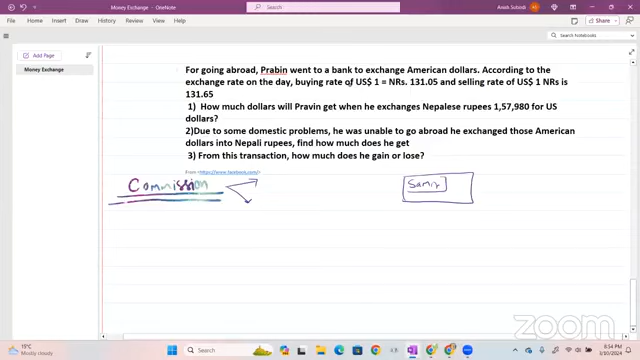 Money Exchange - OneNote
Search
Anish Subedi
AS
File
Home
Insert
Draw
History
Review
View
Help
Share
Search Notebooks
Add Page
Money Exchange
For going abroad, Prabin went to a bank to exchange American dollars. According to the
exchange rate on the day, buying rate of US$ 1 = NRs. 131.05 and selling rate of US$ 1 NRs is
131.65
1) How much dollars will Pravin get when he exchanges Nepalese rupees 1,57,980 for US
dollars?
2)Due to some domestic problems, he was unable to go abroad he exchanged those American
dollars into Nepali rupees, find how much does he get
3) From this transaction, how much does he gain or lose?
From <https://www.facebook.com/>
Commission
zoom
15°C
Mostly cloudy
Search
8:54 PM
3/10/2024